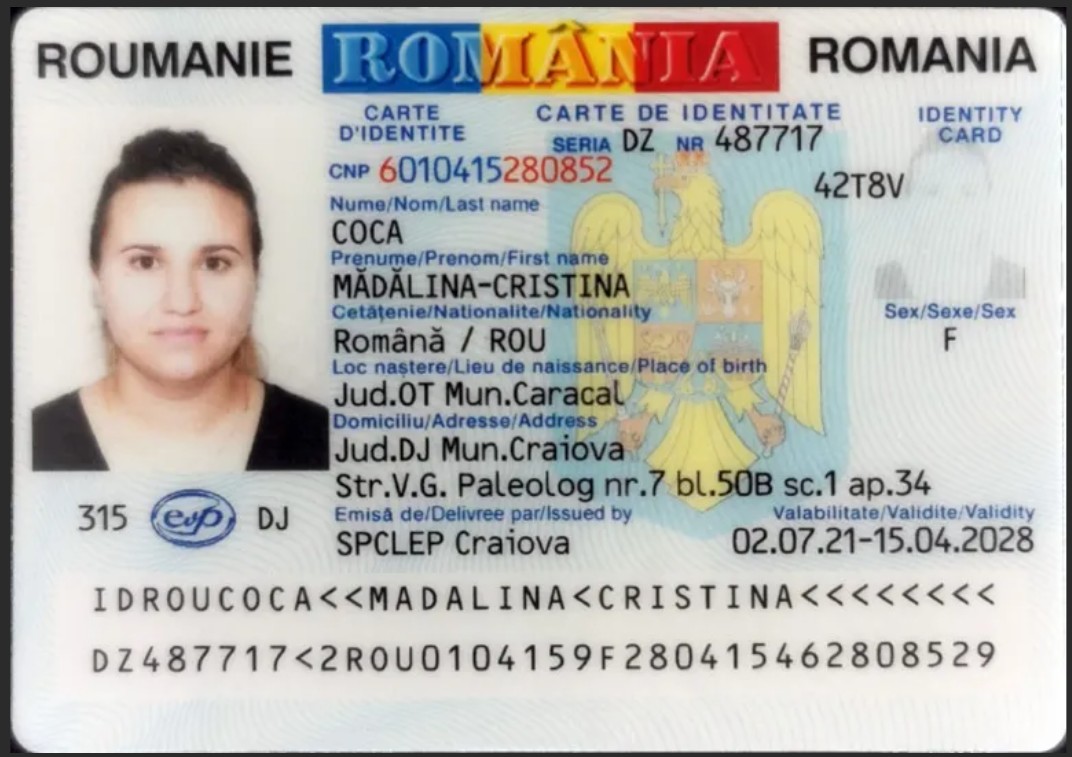 ROUMANIE ROMÂNIA ROMANIA
CARTE D'IDENTITE
CARTE DE IDENTITATE
IDENTITY CARD
SERIA DZ NR 487717
CNP 6010415280852
42T8V
Nume/Nom/Last name
COCA
Prenume/Prenom/First name
MĂDĂLINA-CRISTINA
Cetăţenie/Nationalite/Nationality
Română / ROU
Sex/Sexe/Sex
F
Loc naştere/Lieu de naissance/Place of birth
Jud.OT Mun.Caracal
Domiciliu/Adresse/Address
Jud.DJ Mun.Craiova
Str.V.G. Paleolog nr.7 bl.50B sc.1 ap.34
Emisă de/Delivree par/Issued by
SPCLEP Craiova
Valabilitate/Validite/Validity
02.07.21-15.04.2028
315 evp DJ
IDROUCOCA<<MADALINA<CRISTINA<<<<<<<<
DZ487717<2ROU0104159F280415462808529